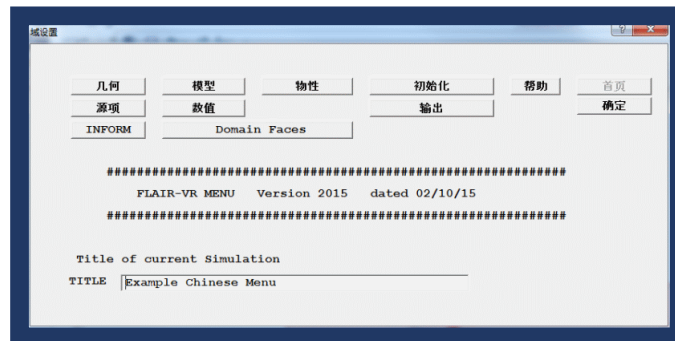 域设置
几何 模型 物性 初始化 帮助 首页
源项 数值 输出 确定
INFORM Domain Faces
############################################################
FLAIR-VR MENU Version 2015 dated 02/10/15
############################################################
Title of current Simulation
TITLE Example Chinese Menu